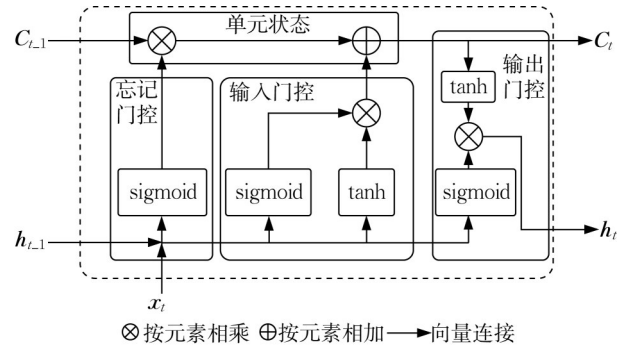 单元状态
C_{t-1}
C_t
忘记
门控
输入门控
输出
门控
tanh
sigmoid
sigmoid
tanh
sigmoid
h_{t-1}
h_t
x_t
⊗按元素相乘 ⊕按元素相加 →向量连接